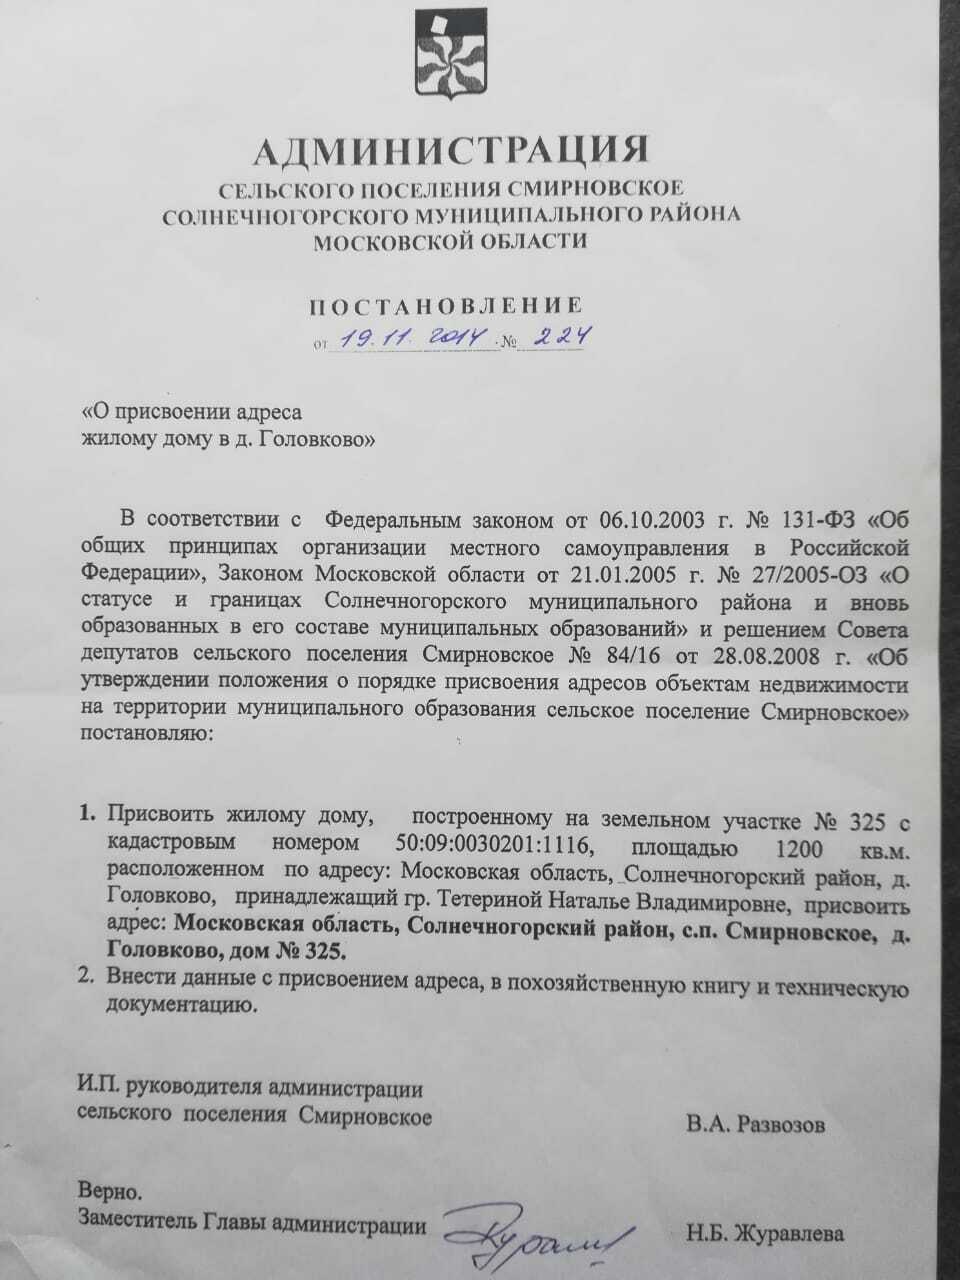 АДМИНИСТРАЦИЯ
СЕЛЬСКОГО ПОСЕЛЕНИЯ СМИРНОВСКОЕ
СОЛНЕЧНОГОРСКОГО МУНИЦИПАЛЬНОГО РАЙОНА
МОСКОВСКОЙ ОБЛАСТИ
ПОСТАНОВЛЕНИЕ
от 19.11.2014 № 224
«О присвоении адреса
жилому дому в д. Головково»
В соответствии с Федеральным законом от 06.10.2003 г. № 131-ФЗ «Об
общих принципах организации местного самоуправления в Российской
Федерации», Законом Московской области от 21.01.2005 г. № 27/2005-ОЗ «О
статусе и границах Солнечногорского муниципального района и вновь
образованных в его составе муниципальных образований» и решением Совета
депутатов сельского поселения Смирновское № 84/16 от 28.08.2008 г. «Об
утверждении положения о порядке присвоения адресов объектам недвижимости
на территории муниципального образования сельское поселение Смирновское»
постановляю:
1. Присвоить жилому дому, построенному на земельном участке № 325 с
кадастровым номером 50:09:0030201:1116, площадью 1200 кв.м.
расположенном по адресу: Московская область, Солнечногорский район, д.
Головково, принадлежащий гр. Тетериной Наталье Владимировне, присвоить
адрес: Московская область, Солнечногорский район, с.п. Смирновское, д.
Головково, дом № 325.
2. Внести данные с присвоением адреса, в похозяйственную книгу и техническую
документацию.
И.П. руководителя администрации
сельского поселения Смирновское В.А. Развозов
Верно.
Заместитель Главы администрации Н.Б. Журавлева